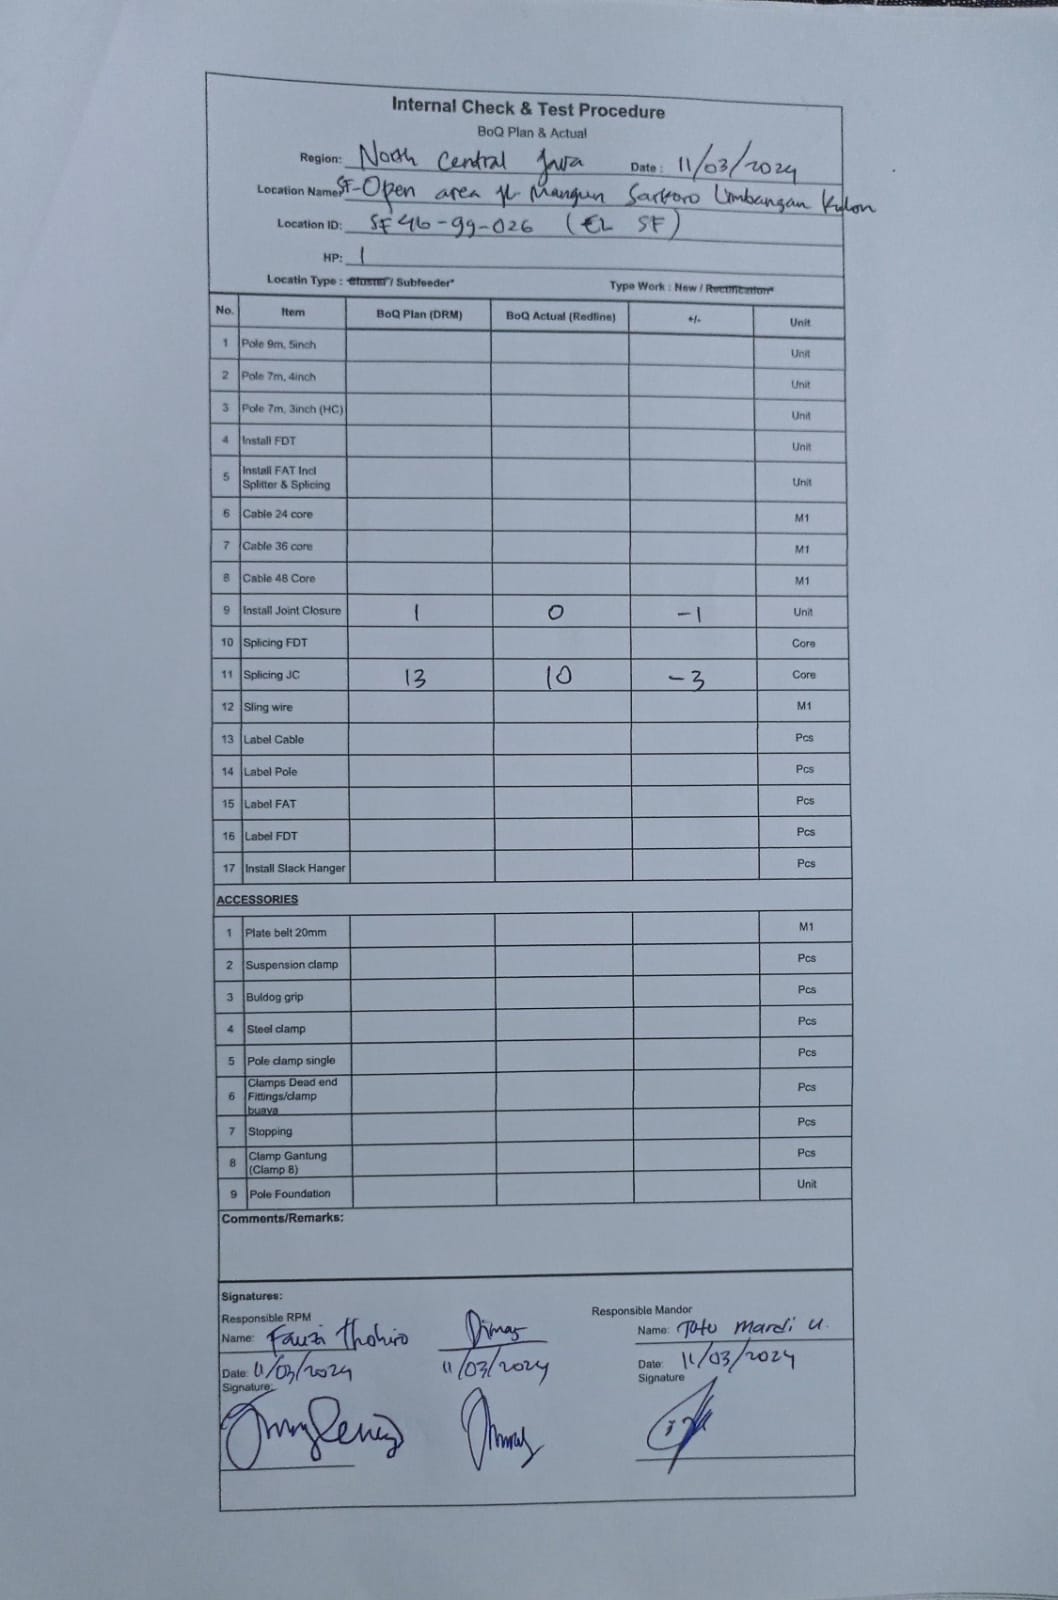 Internal Check & Test Procedure
BoQ Plan & Actual
Region: North Central Java Date: 11/03/2024
Location Name: SF-Open area jl Mangun Sarkoro Limbangan Kulon
Location ID: SF46-99-026 (EL SF)
HP: 1
Locatin Type : Cluster / Subfeeder* Type Work : New / Rectification*
No. Item BoQ Plan (DRM) BoQ Actual (Redline) +/- Unit
1 Pole 9m, 5inch Unit
2 Pole 7m, 4inch Unit
3 Pole 7m, 3inch (HC) Unit
4 Install FDT Unit
5 Install FAT Incl Splitter & Splicing Unit
6 Cable 24 core M1
7 Cable 36 core M1
8 Cable 48 Core M1
9 Install Joint Closure 1 0 -1 Unit
10 Splicing FDT Core
11 Splicing JC 13 10 -3 Core
12 Sling wire M1
13 Label Cable Pcs
14 Label Pole Pcs
15 Label FAT Pcs
16 Label FDT Pcs
17 Install Slack Hanger Pcs
ACCESSORIES
1 Plate belt 20mm M1
2 Suspension clamp Pcs
3 Buldog grip Pcs
4 Steel clamp Pcs
5 Pole clamp single Pcs
6 Clamps Dead end Fittings/clamp buaya Pcs
7 Stopping Pcs
8 Clamp Gantung (Clamp 8) Pcs
9 Pole Foundation Unit
Comments/Remarks:
Signatures:
Responsible RPM Responsible Mandor
Name: Fauzi Thohiro Dimas Name: Toto Mardi U.
Date: 11/03/2024 11/03/2024 Date: 11/03/2024
Signature: Signature